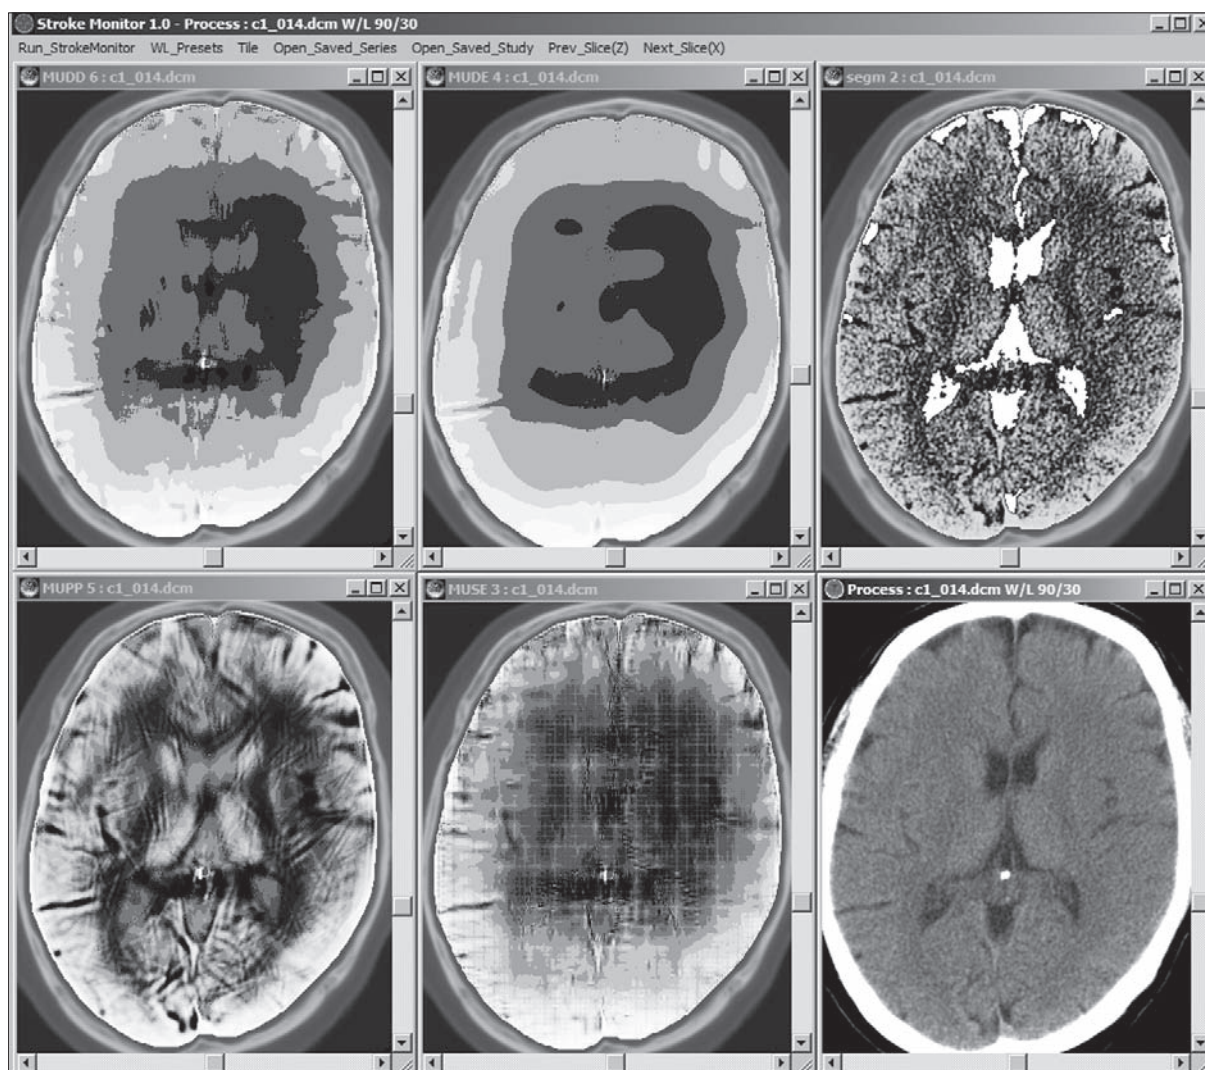 Stroke Monitor 1.0 - Process : c1_014.dcm W/L 90/30
Run_StrokeMonitor WL_Presets Tile Open_Saved_Series Open_Saved_Study Prev_Slice(Z) Next_Slice(X)
MUDD 6 : c1_014.dcm
MUDE 4 : c1_014.dcm
segm 2 : c1_014.dcm
MUPP 5 : c1_014.dcm
MUSE 3 : c1_014.dcm
Process : c1_014.dcm W/L 90/30